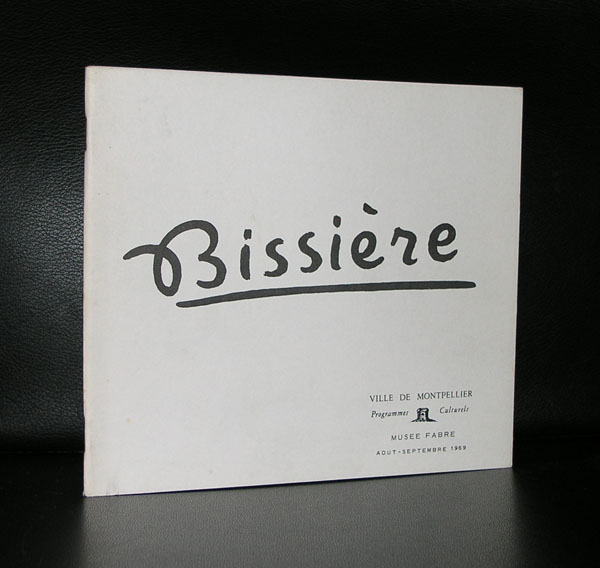 Bissière
VILLE DE MONTPELLIER
Programmes Culturels
MUSEE FABRE
AOUT-SEPTEMBRE 1969